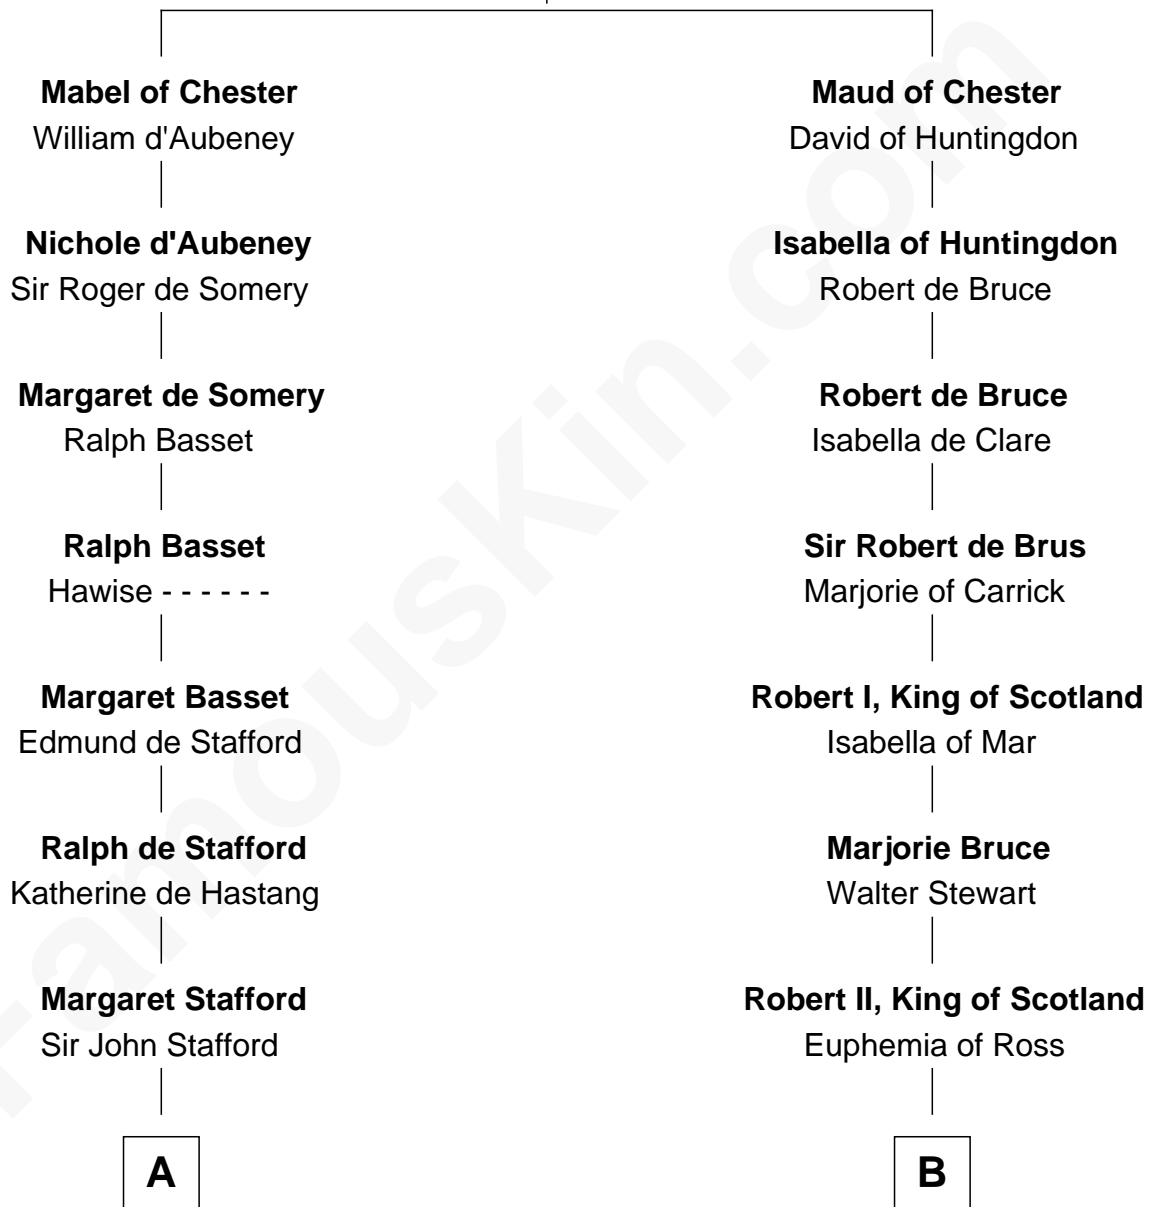 Mabel of Chester
William d'Aubeney
Nichole d'Aubeney
Sir Roger de Somery
Margaret de Somery
Ralph Basset
Ralph Basset
Hawise - - - - - -
Margaret Basset
Edmund de Stafford
Ralph de Stafford
Katherine de Hastang
Margaret Stafford
Sir John Stafford
A
Maud of Chester
David of Huntingdon
Isabella of Huntingdon
Robert de Bruce
Robert de Bruce
Isabella de Clare
Sir Robert de Brus
Marjorie of Carrick
Robert I, King of Scotland
Isabella of Mar
Marjorie Bruce
Walter Stewart
Robert II, King of Scotland
Euphemia of Ross
B
FamousKin.com